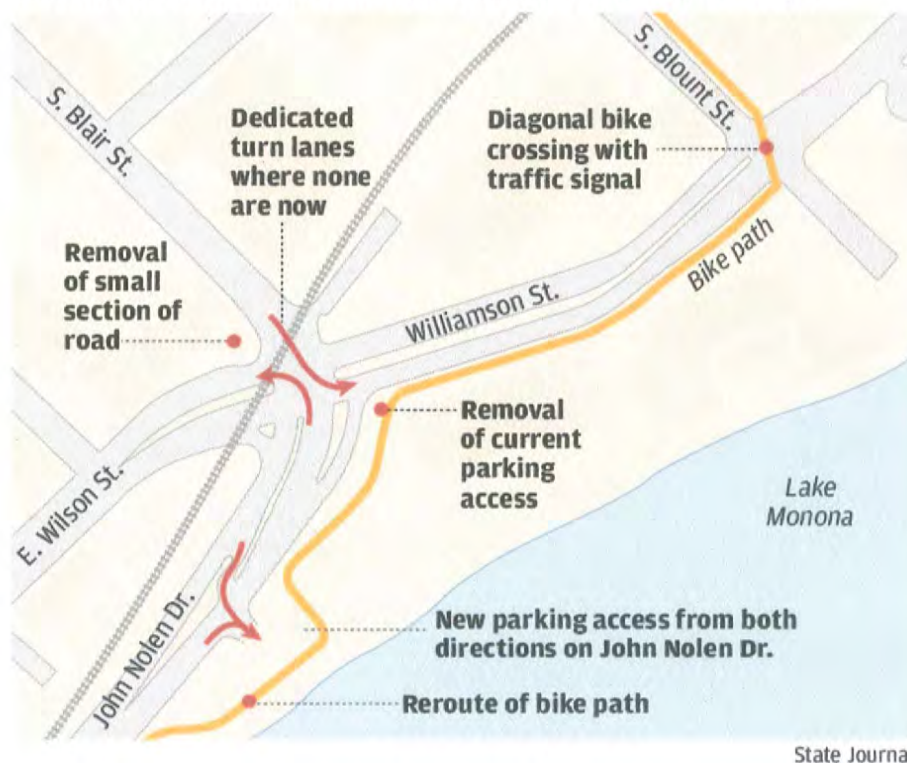 S. Blair St.
Dedicated
turn lanes
where none
are now
S. Blount St.
Diagonal bike
crossing with
traffic signal
Removal
of small
section of
road
Williamson St.
Bike path
Removal
of current
parking
access
E. Wilson St.
Lake
Monona
John Nolen Dr.
New parking access from both
directions on John Nolen Dr.
Reroute of bike path
State Journa